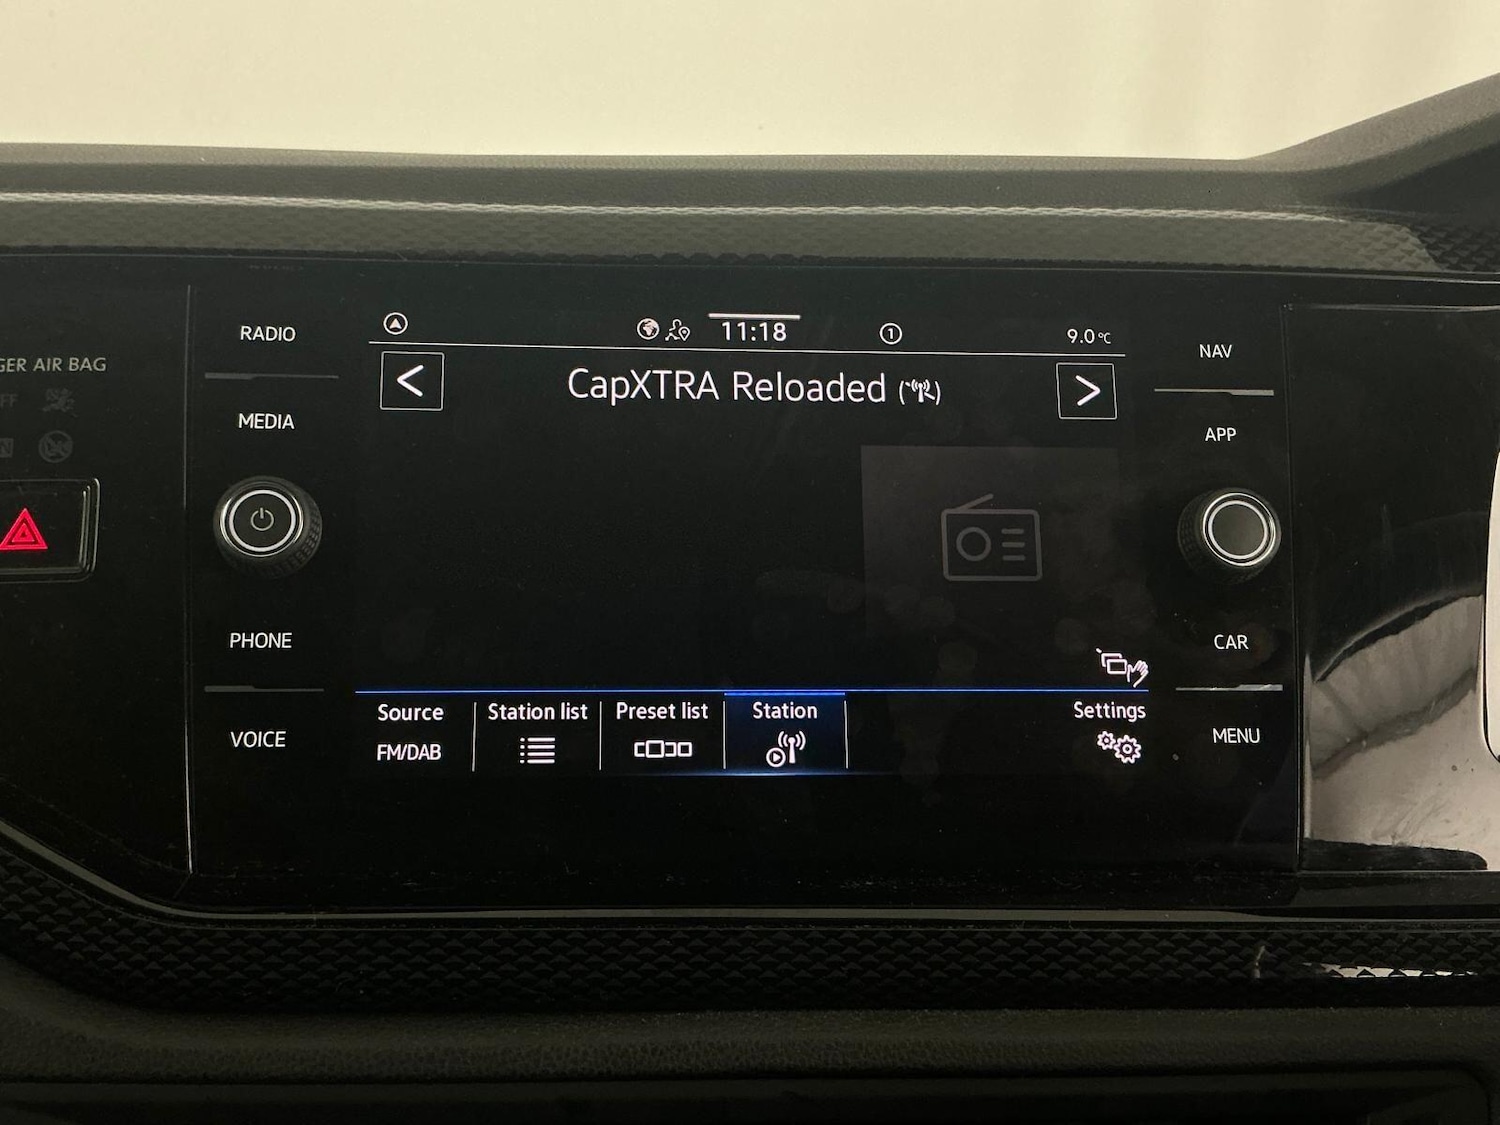 GER AIR BAG
RADIO
MEDIA
PHONE
VOICE
11:18
1
9.0°C
CapXTRA Reloaded
Source
FM/DAB
Station list
Preset list
Station
Settings
NAV
APP
CAR
MENU